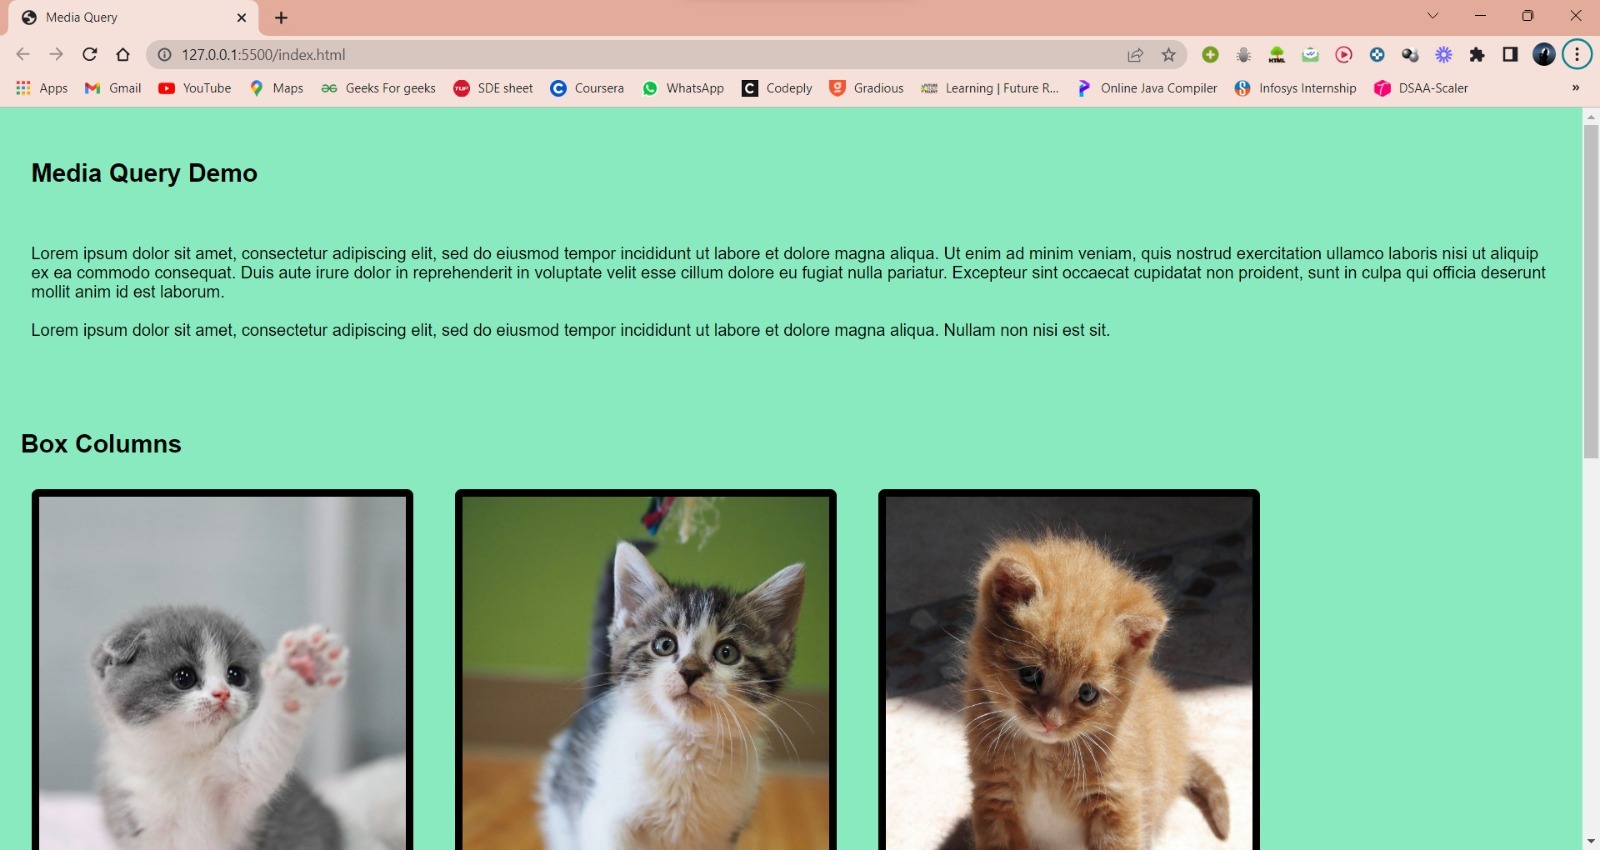 Media Query
127.0.0.1:5500/index.html
Apps Gmail YouTube Maps Geeks For geeks SDE sheet Coursera WhatsApp Codeply Gradious Learning | Future R... Online Java Compiler Infosys Internship DSAA-Scaler »
Media Query Demo
Lorem ipsum dolor sit amet, consectetur adipiscing elit, sed do eiusmod tempor incididunt ut labore et dolore magna aliqua. Ut enim ad minim veniam, quis nostrud exercitation ullamco laboris nisi ut aliquip
ex ea commodo consequat. Duis aute irure dolor in reprehenderit in voluptate velit esse cillum dolore eu fugiat nulla pariatur. Excepteur sint occaecat cupidatat non proident, sunt in culpa qui officia deserunt
mollit anim id est laborum.
Lorem ipsum dolor sit amet, consectetur adipiscing elit, sed do eiusmod tempor incididunt ut labore et dolore magna aliqua. Nullam non nisi est sit.
Box Columns